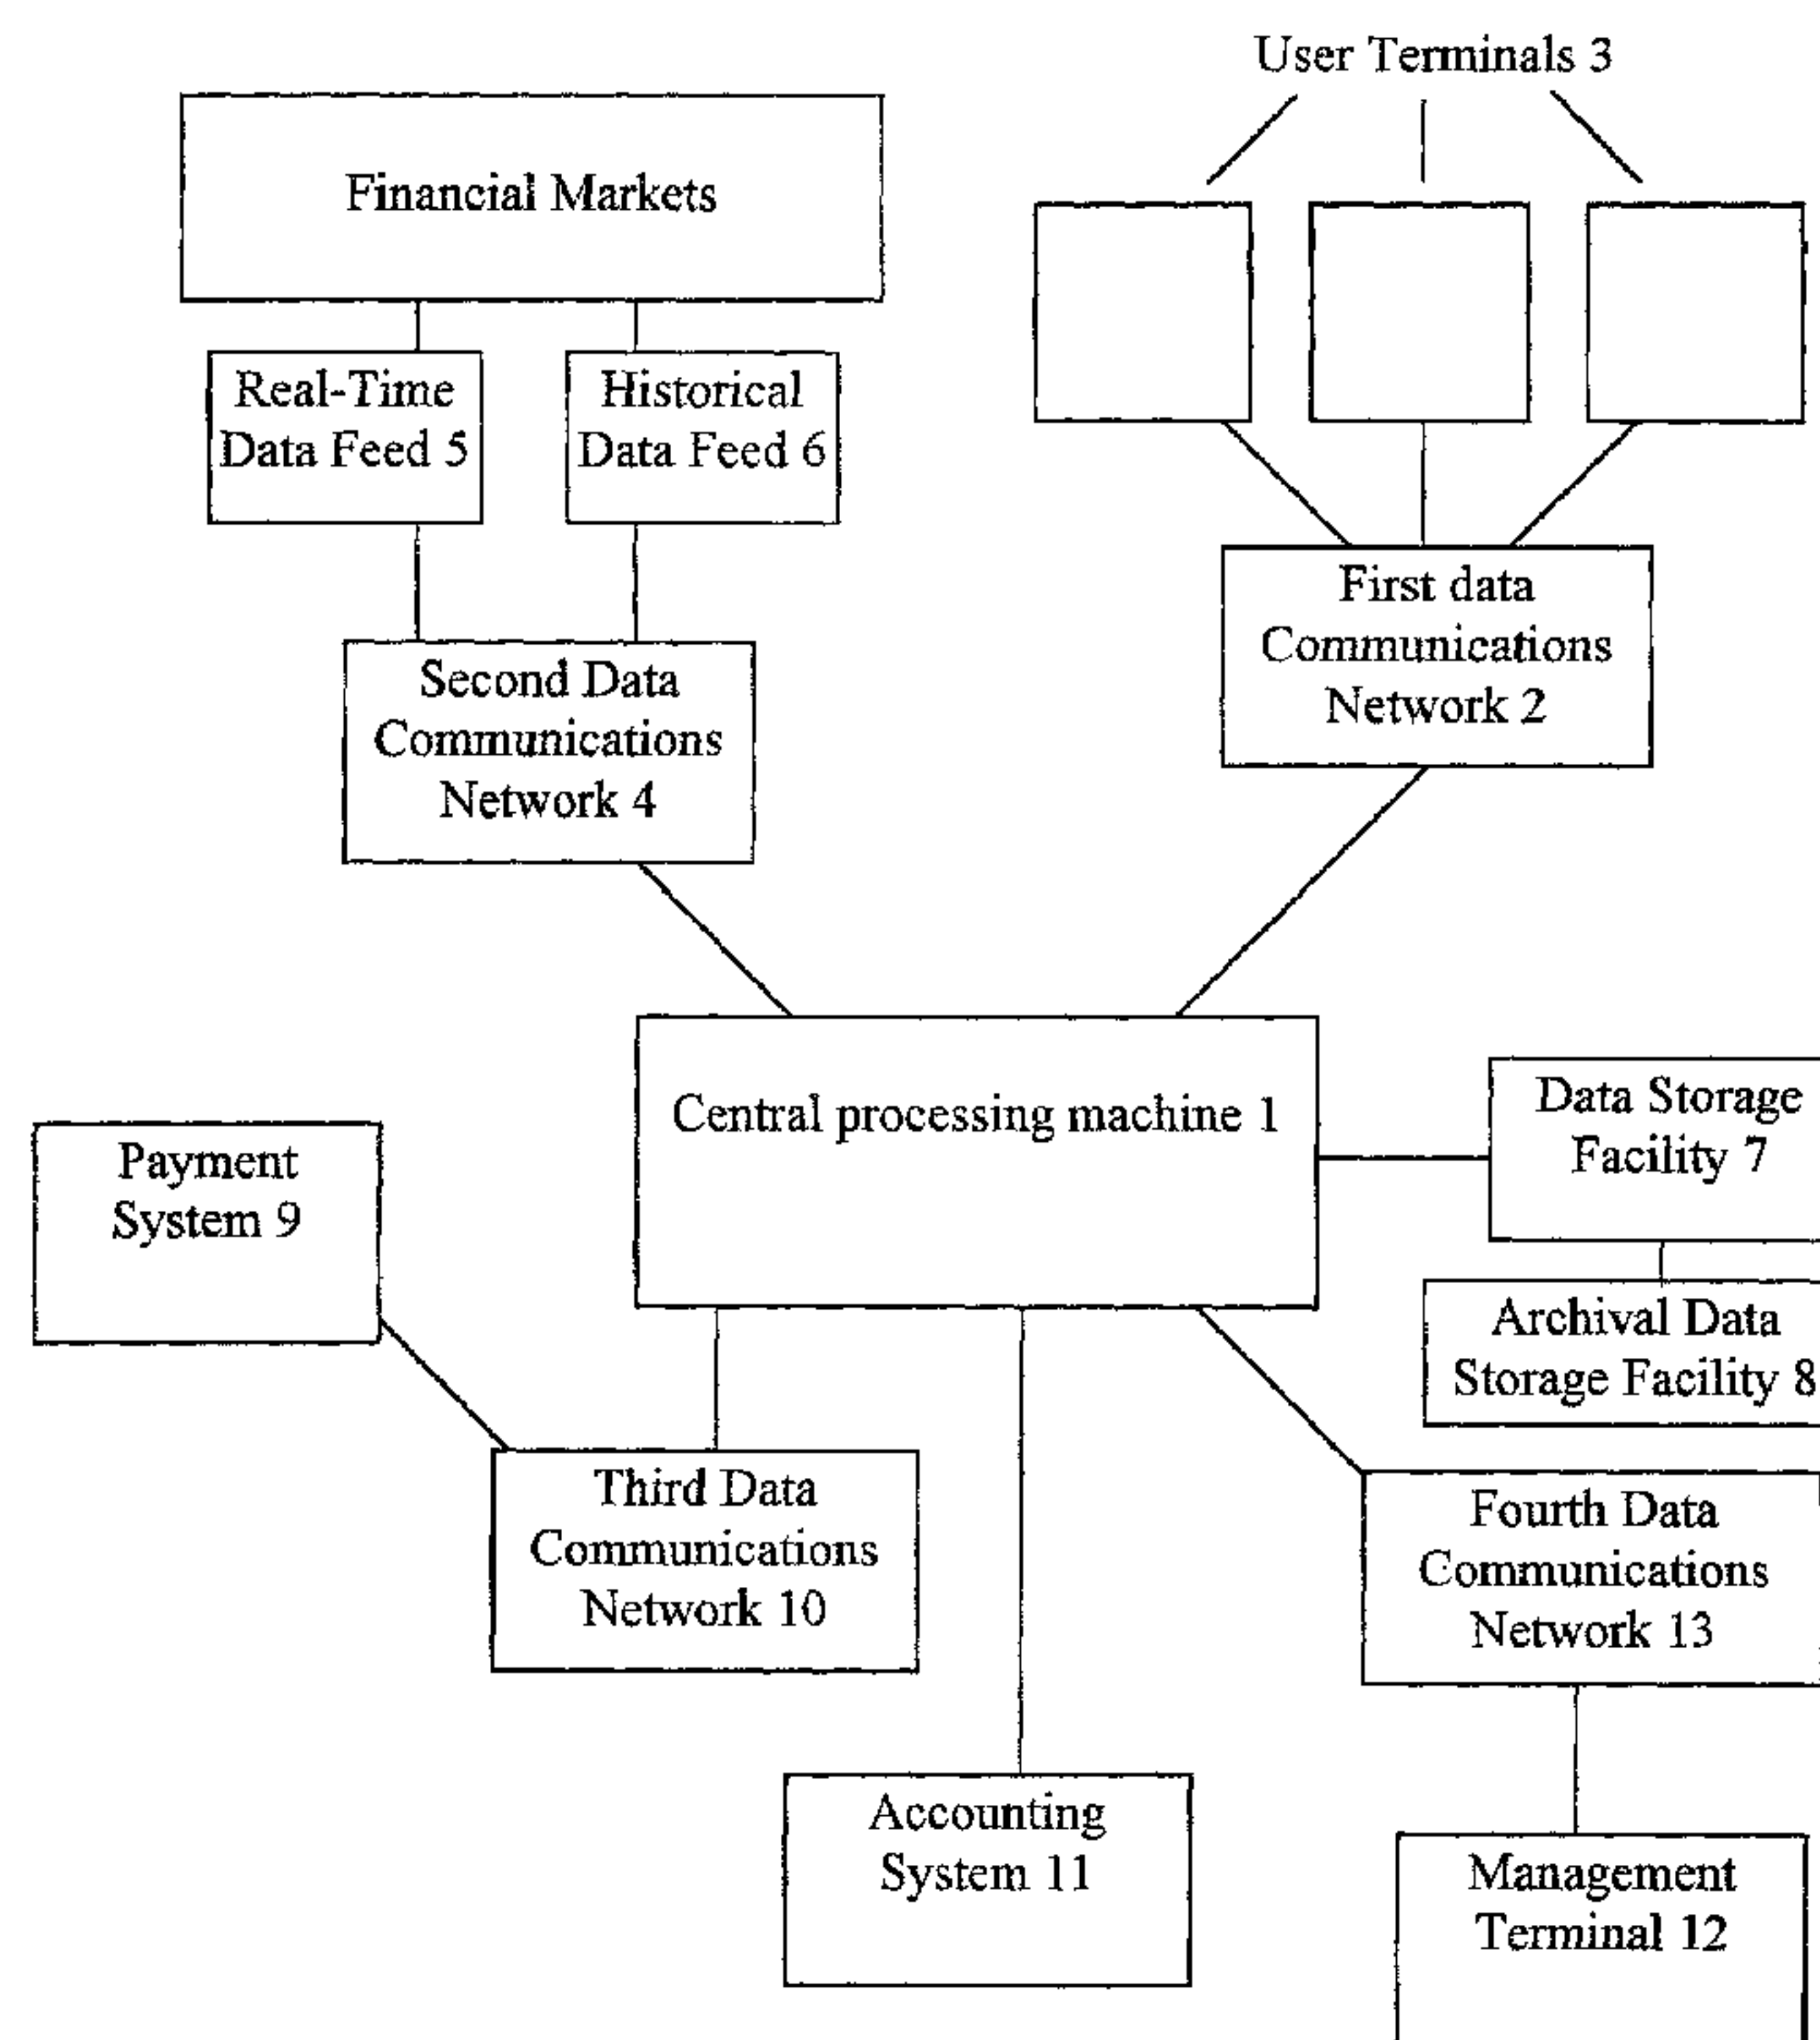 User Terminals 3
Financial Markets
Real-Time
Data Feed 5
Historical
Data Feed 6
First data
Communications
Network 2
Second Data
Communications
Network 4
Central processing machine 1
Data Storage
Facility 7
Payment
System 9
Archival Data
Storage Facility 8
Third Data
Communications
Network 10
Fourth Data
Communications
Network 13
Accounting
System 11
Management
Terminal 12